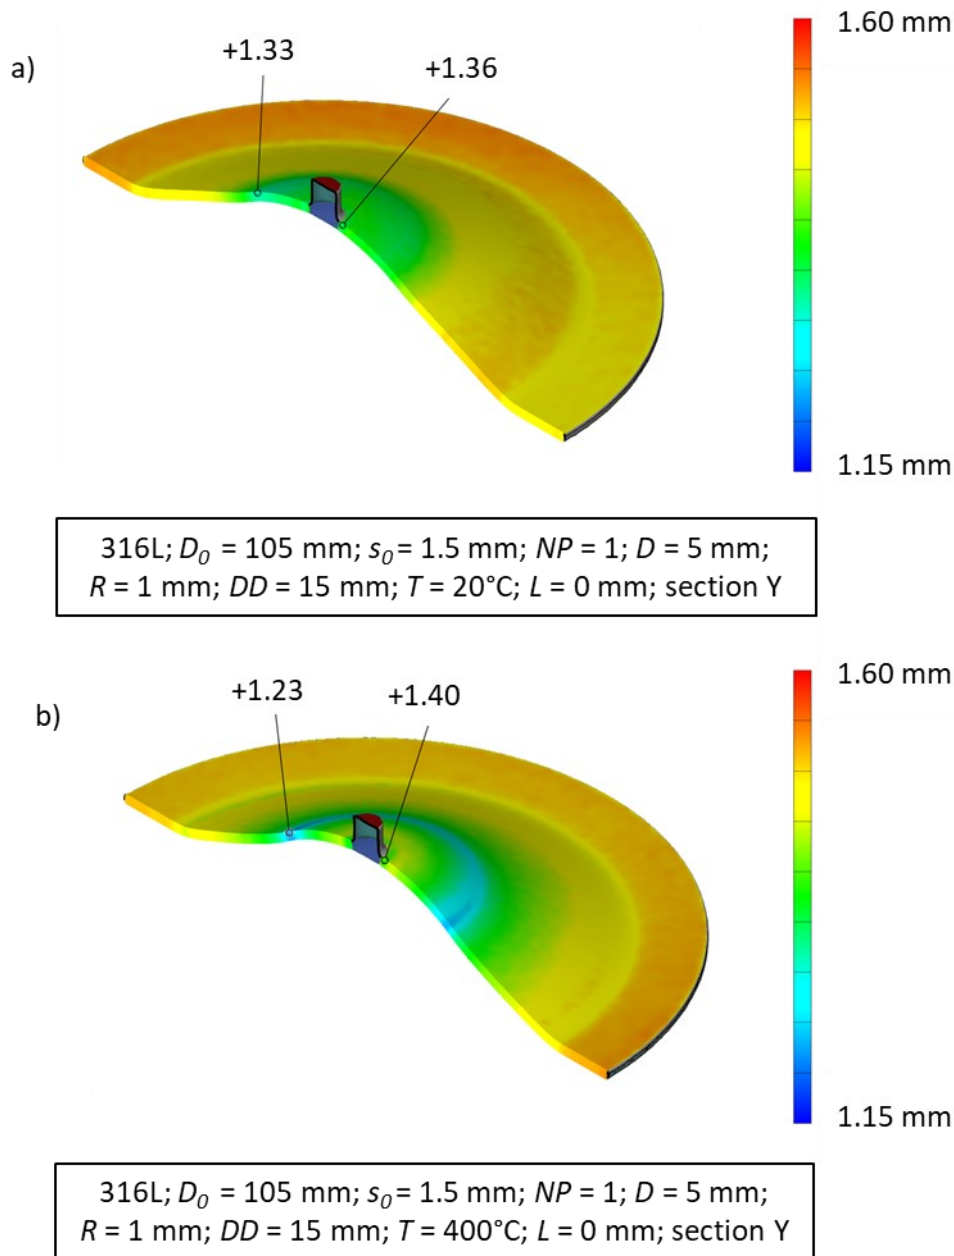 a)
+1.33
+1.36
1.60 mm
1.15 mm
316L; D₀ = 105 mm; s₀ = 1.5 mm; NP = 1; D = 5 mm;
R = 1 mm; DD = 15 mm; T = 20°C; L = 0 mm; section Y
b)
+1.23
+1.40
1.60 mm
1.15 mm
316L; D₀ = 105 mm; s₀ = 1.5 mm; NP = 1; D = 5 mm;
R = 1 mm; DD = 15 mm; T = 400°C; L = 0 mm; section Y